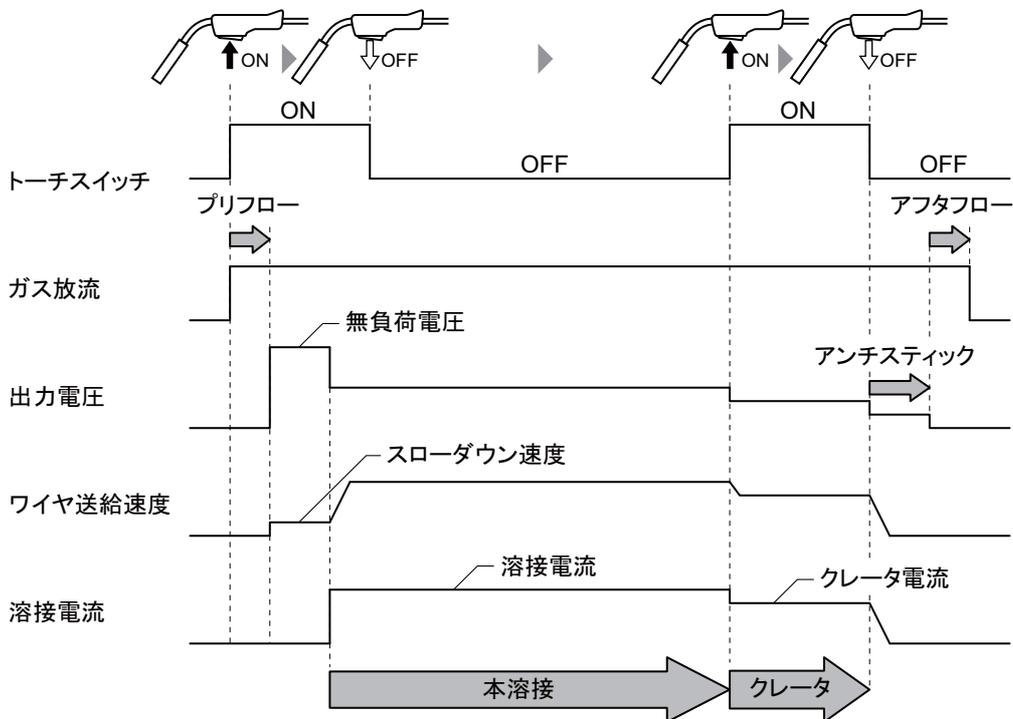 ON
OFF
ON
OFF
ON
ON
トーチスイッチ
OFF
OFF
プリフロー
アフタフロー
ガス放流
無負荷電圧
アンチスティック
出力電圧
スローダウン速度
ワイヤ送給速度
溶接電流
クレータ電流
溶接電流
本溶接
クレータ